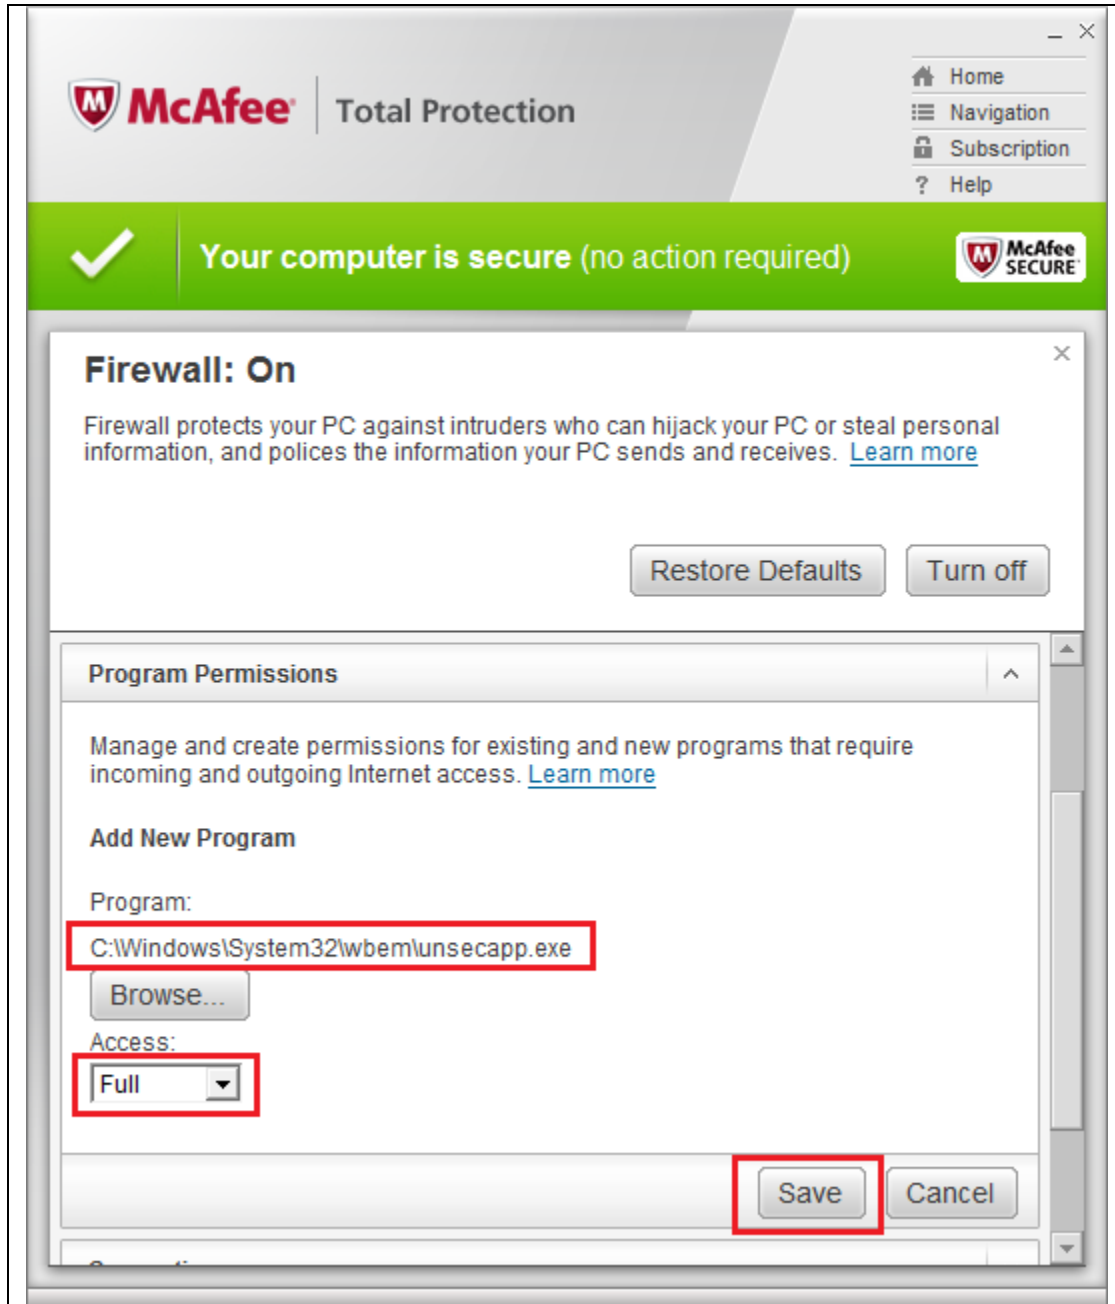 McAfee Total Protection
Home
Navigation
Subscription
? Help
Your computer is secure (no action required)
McAfee
SECURE
Firewall: On
Firewall protects your PC against intruders who can hijack your PC or steal personal
information, and polices the information your PC sends and receives. Learn more
Restore Defaults
Turn off
Program Permissions
Manage and create permissions for existing and new programs that require
incoming and outgoing Internet access. Learn more
Add New Program
Program:
C:\Windows\System32\wbem\unsecapp.exe
Browse...
Access:
Full
Save
Cancel